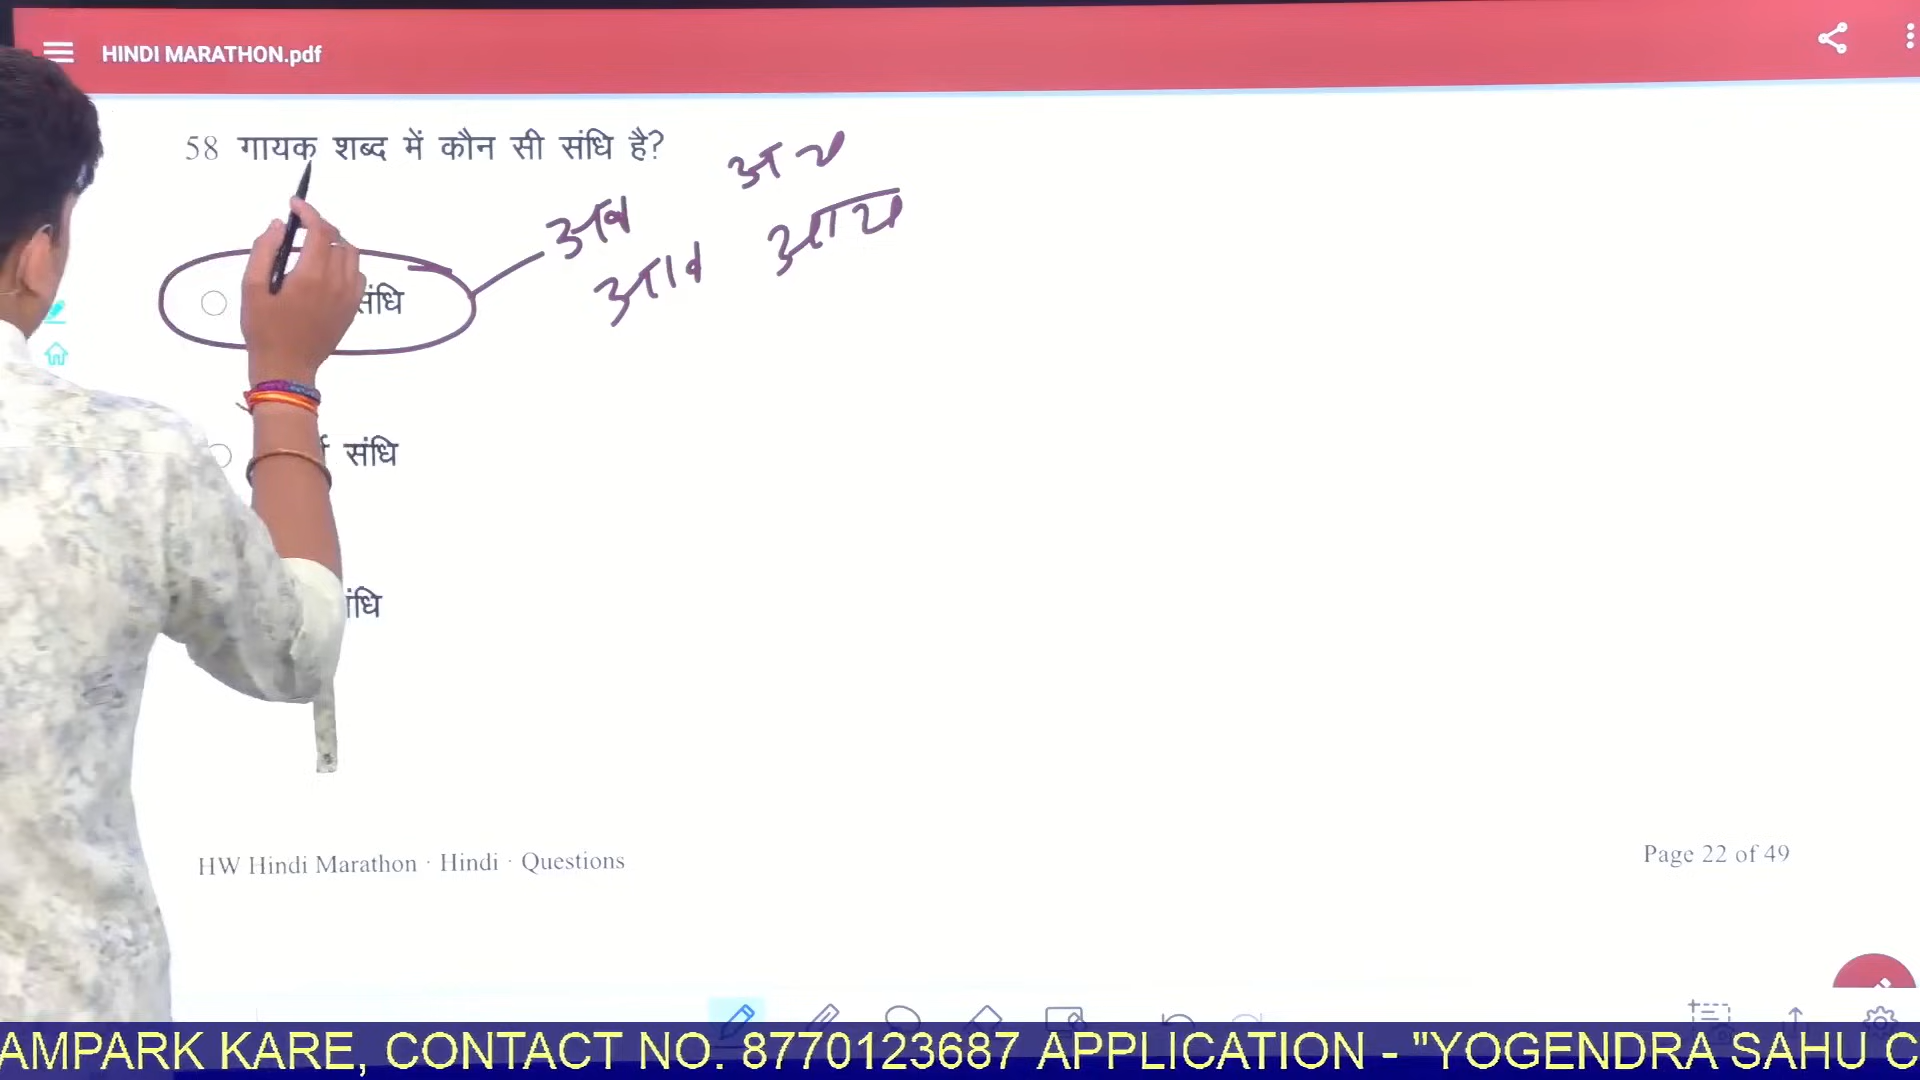 HINDI MARATHON.pdf
58 गायक शब्द में कौन सी संधि है?
अय
अव
आय
आव
संधि
संधि
HW Hindi Marathon · Hindi · Questions
Page 22 of 49
AMPARK KARE, CONTACT NO. 8770123687 APPLICATION - "YOGENDRA SAHU C